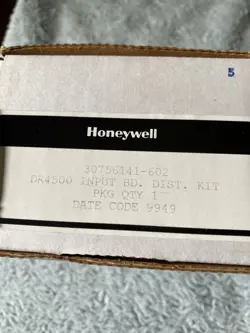 5
Honeywell
30756141-602
DR4500 INPUT BD. DIST. KIT
PKG QTY 1
DATE CODE 9949